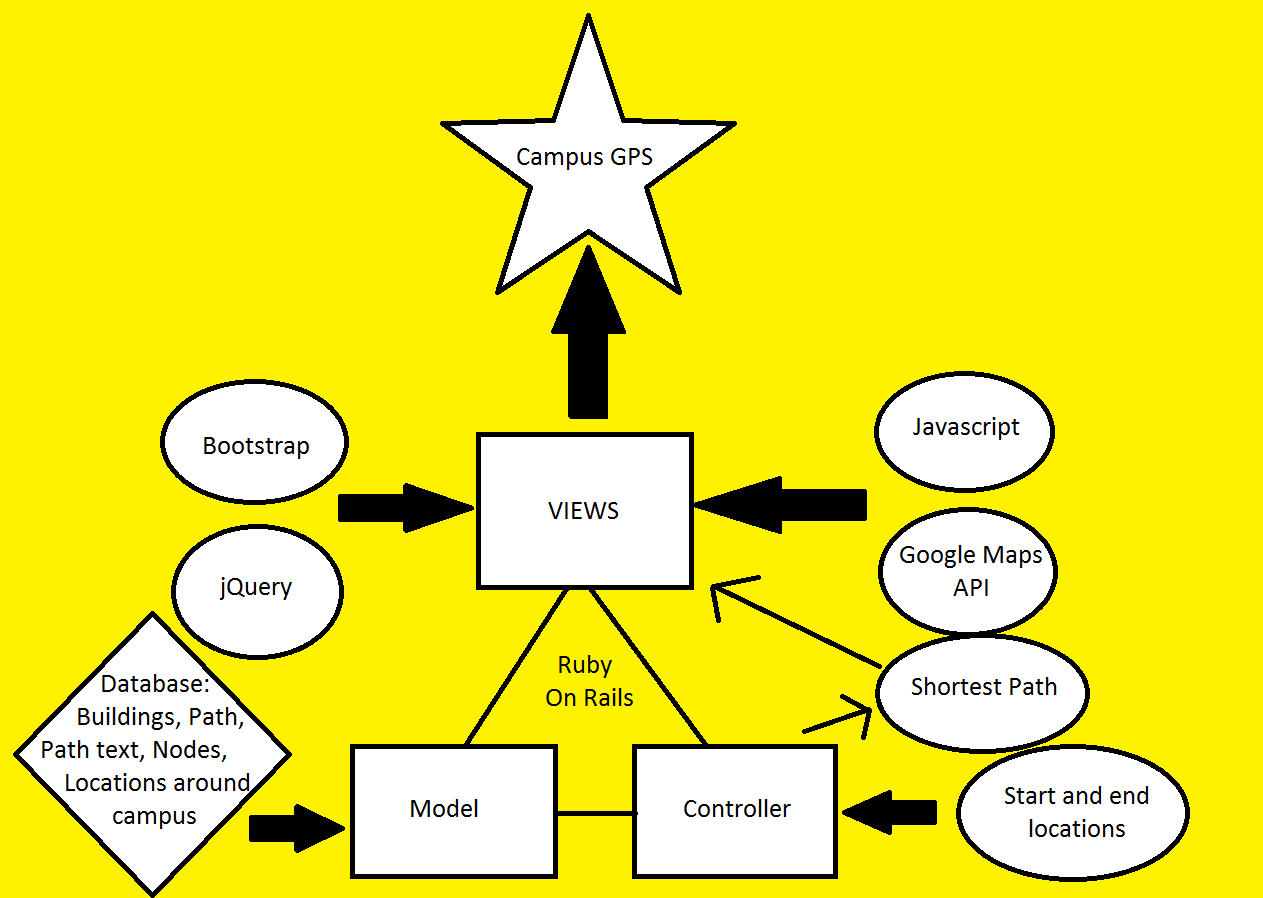 Campus GPS
Bootstrap
Javascript
VIEWS
Google Maps
API
jQuery
Ruby
On Rails
Shortest Path
Database:
Buildings, Path,
Path text, Nodes,
Locations around
campus
Model
Controller
Start and end
locations